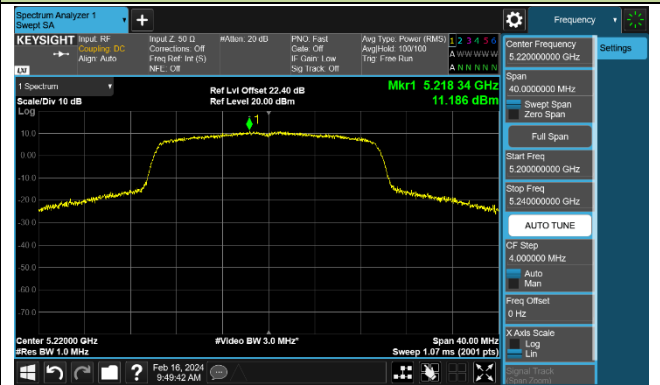 Spectrum Analyzer 1
Swept SA
+
Frequency
KEYSIGHT
Input: RF
Coupling: DC
Align: Auto
Input Z: 50 Ω
Corrections: Off
Freq Ref: Int (S)
NFE: Off
#Atten: 20 dB
PNO: Fast
Gate: Off
IF Gain: Low
Sig Track: Off
Avg Type: Power (RMS)
Avg|Hold: 100/100
Trig: Free Run
1 2 3 4 5 6
A W W W W W
A N N N N N
LXI
1 Spectrum
Scale/Div 10 dB
Log
Ref Lvl Offset 22.40 dB
Ref Level 20.00 dBm
Mkr1 5.218 34 GHz
11.186 dBm
1
10.0
0.00
-10.0
-20.0
-30.0
-40.0
-50.0
-60.0
-70.0
Center 5.22000 GHz
#Res BW 1.0 MHz
#Video BW 3.0 MHz*
Span 40.00 MHz
Sweep 1.07 ms (2001 pts)
Feb 16, 2024
9:49:42 AM
?
Center Frequency
5.220000000 GHz
Settings
Span
40.0000000 MHz
Swept Span
Zero Span
Full Span
Start Freq
5.200000000 GHz
Stop Freq
5.240000000 GHz
AUTO TUNE
CF Step
4.000000 MHz
Auto
Man
Freq Offset
0 Hz
X Axis Scale
Log
Lin
Signal Track
(Span Zoom)